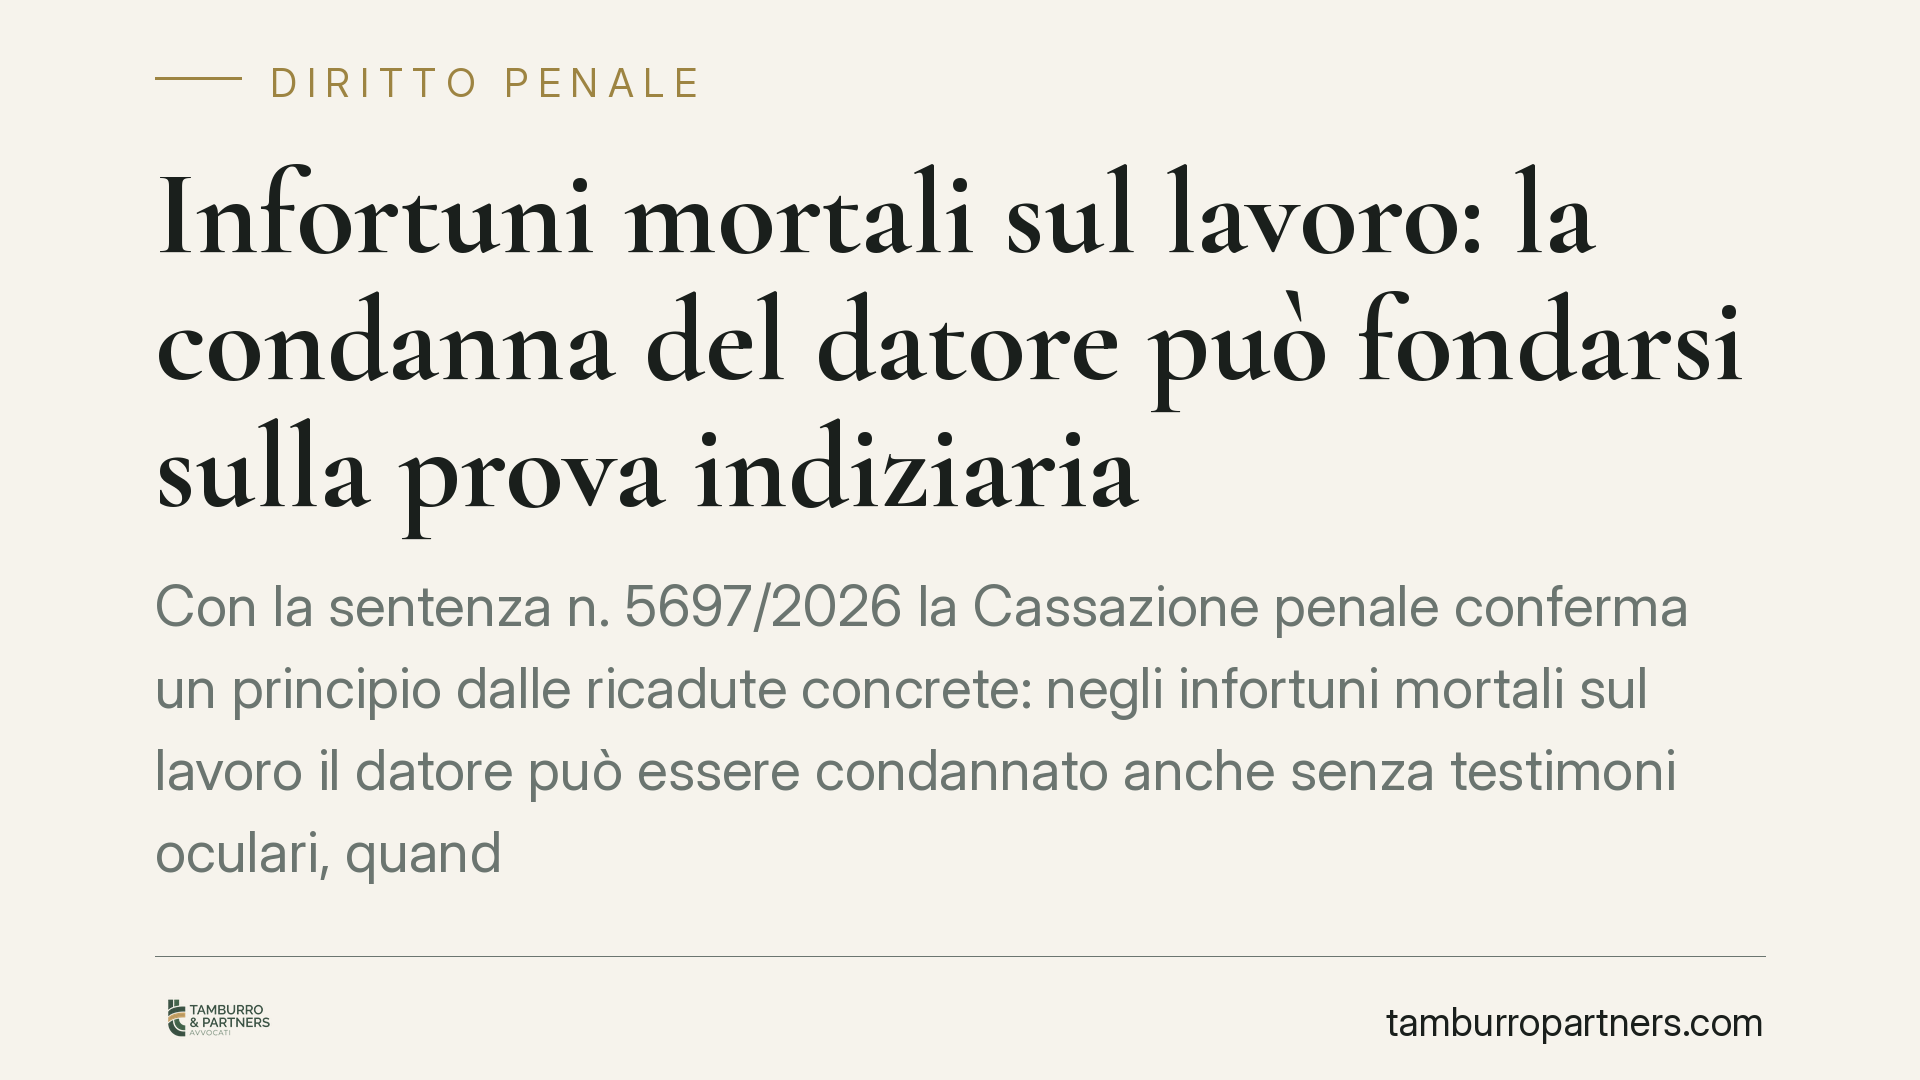 DIRITTO PENALE
Infortuni mortali sul lavoro: la
condanna del datore può fondarsi
sulla prova indiziaria
Con la sentenza n. 5697/2026 la Cassazione penale conferma
un principio dalle ricadute concrete: negli infortuni mortali sul
lavoro il datore può essere condannato anche senza testimoni
oculari, quand
TAMBURRO
& PARTNERS
AVVOCATI
tamburropartners.com